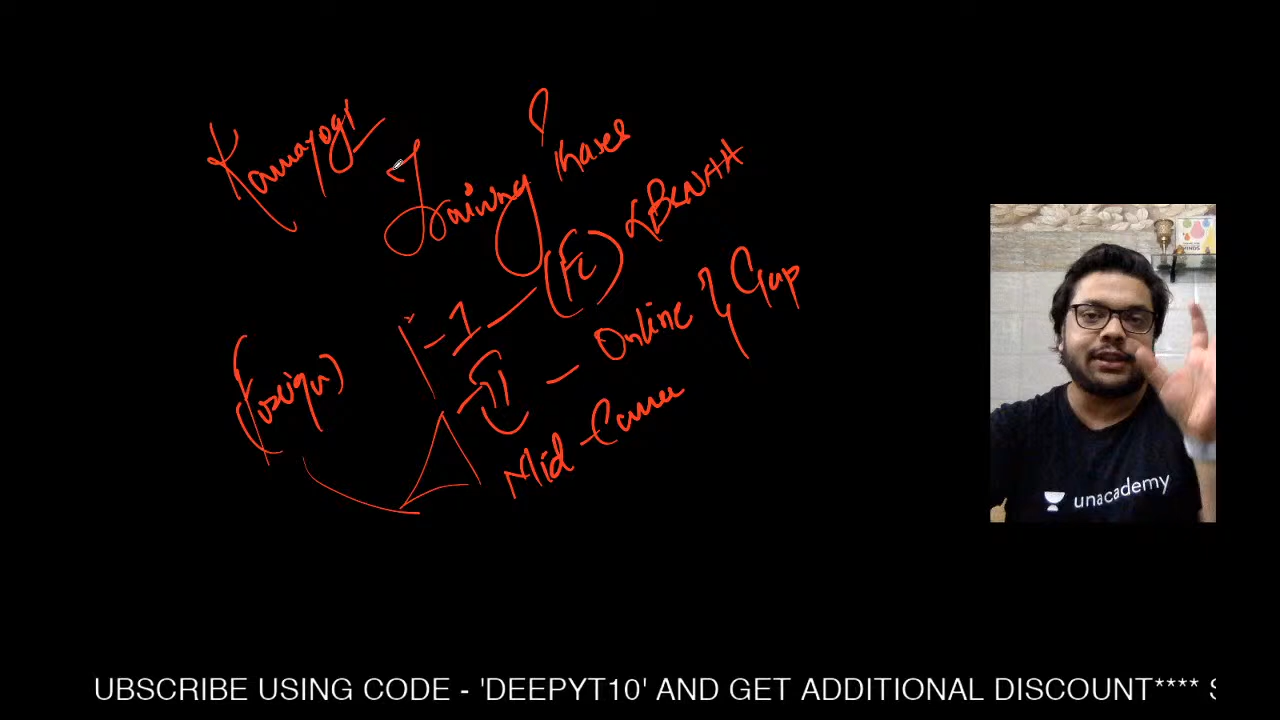 Karmayogi
Training Phases
- 1 - (FC) LBSNAA
(Foreign)
II - Online & Gap
Mid - Career
unacademy
UBSCRIBE USING CODE - 'DEEPYT10' AND GET ADDITIONAL DISCOUNT**** S